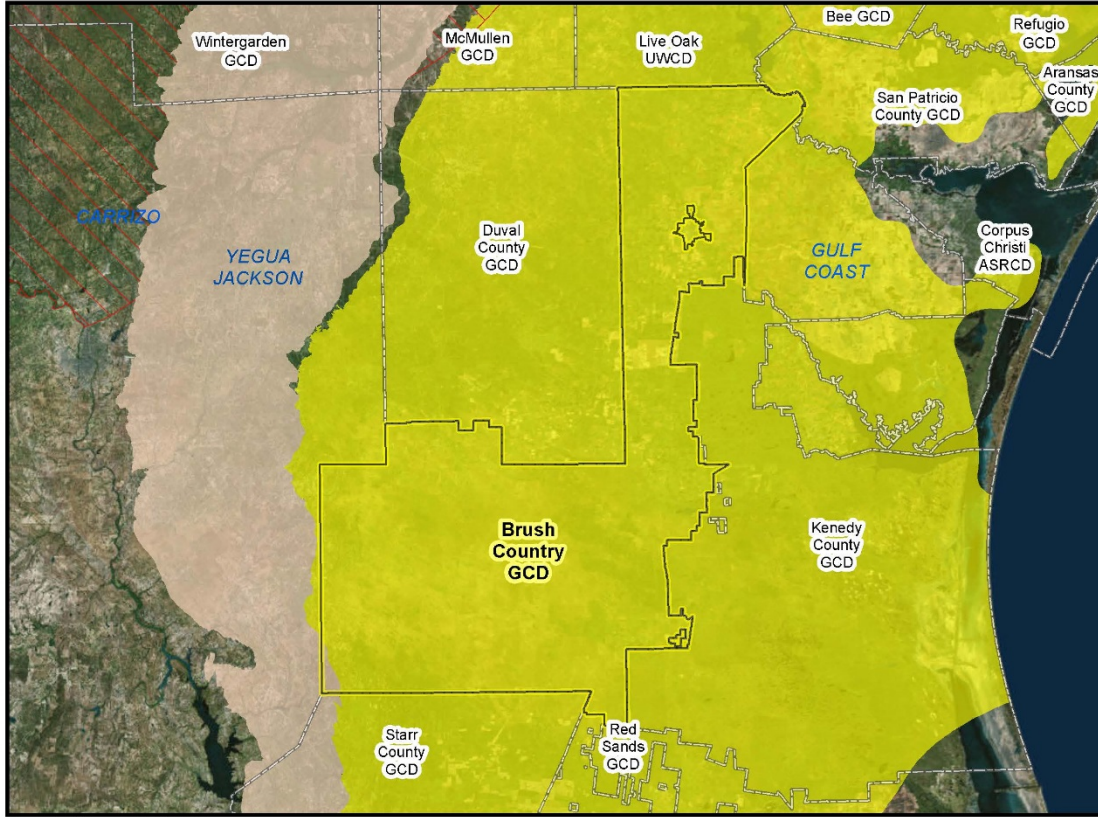 Wintergarden
GCD
McMullen
GCD
Live Oak
UWCD
Bee GCD
Refugio
GCD
Aransas
County
GCD
San Patricio
County GCD
CARRIZO
YEGUA
JACKSON
Duval
County
GCD
GULF
COAST
Corpus
Christi
ASRCD
Brush
Country
GCD
Kenedy
County
GCD
Starr
County
GCD
Red
Sands
GCD